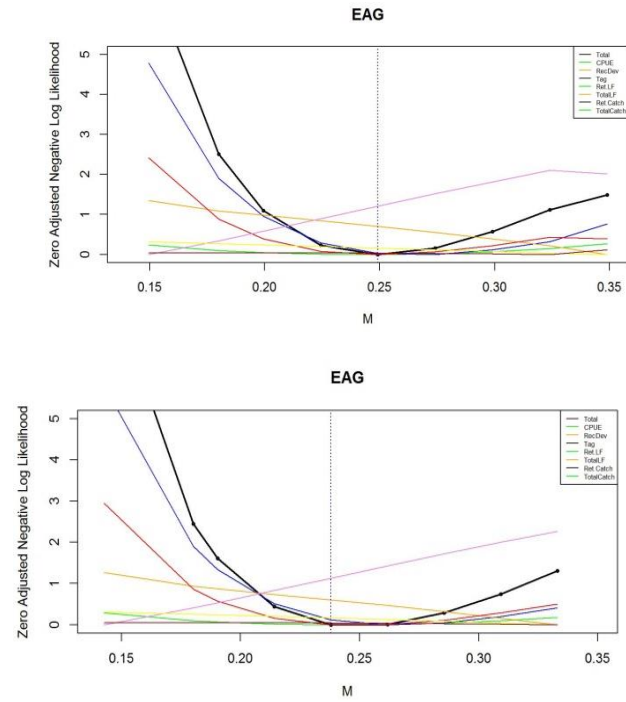 EAG
Zero Adjusted Negative Log Likelihood
5
4
3
2
1
0
Total
CPUE
RecDev
Tag
Ret.LF
TotalLF
Ret.Catch
TotalCatch
0.15 0.20 0.25 0.30 0.35
M
EAG
Zero Adjusted Negative Log Likelihood
5
4
3
2
1
0
Total
CPUE
RecDev
Tag
Ret.LF
TotalLF
Ret.Catch
TotalCatch
0.15 0.20 0.25 0.30 0.35
M